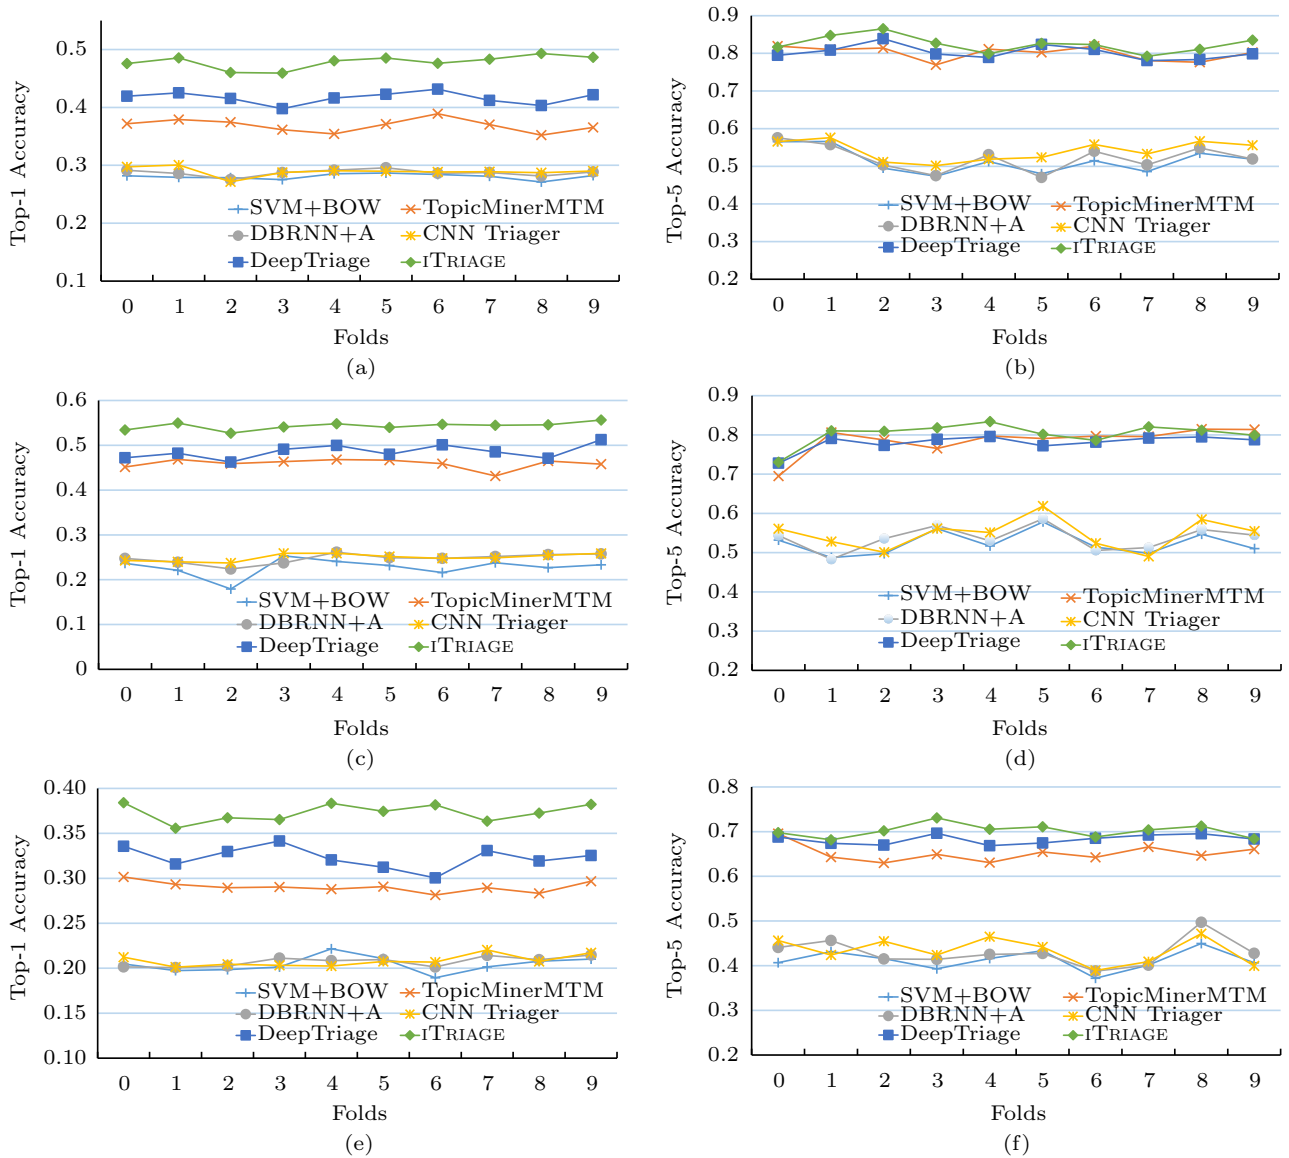 0.5
0.4
0.3
0.2
0.1
Top-1 Accuracy
SVM+BOW TopicMinerMTM
DBRNN+A CNN Triager
DeepTriage ITRIAGE
0 1 2 3 4 5 6 7 8 9
Folds
(a)
0.9
0.8
0.7
0.6
0.5
0.4
0.3
0.2
Top-5 Accuracy
SVM+BOW TopicMinerMTM
DBRNN+A CNN Triager
DeepTriage ITRIAGE
0 1 2 3 4 5 6 7 8 9
Folds
(b)
0.6
0.5
0.4
0.3
0.2
0.1
0
Top-1 Accuracy
SVM+BOW TopicMinerMTM
DBRNN+A CNN Triager
DeepTriage ITRIAGE
0 1 2 3 4 5 6 7 8 9
Folds
(c)
0.9
0.8
0.7
0.6
0.5
0.4
0.3
0.2
Top-5 Accuracy
SVM+BOW TopicMinerMTM
DBRNN+A CNN Triager
DeepTriage ITRIAGE
0 1 2 3 4 5 6 7 8 9
Folds
(d)
0.40
0.35
0.30
0.25
0.20
0.15
0.10
Top-1 Accuracy
SVM+BOW TopicMinerMTM
DBRNN+A CNN Triager
DeepTriage ITRIAGE
0 1 2 3 4 5 6 7 8 9
Folds
(e)
0.8
0.7
0.6
0.5
0.4
0.3
0.2
Top-5 Accuracy
SVM+BOW TopicMinerMTM
DBRNN+A CNN Triager
DeepTriage ITRIAGE
0 1 2 3 4 5 6 7 8 9
Folds
(f)